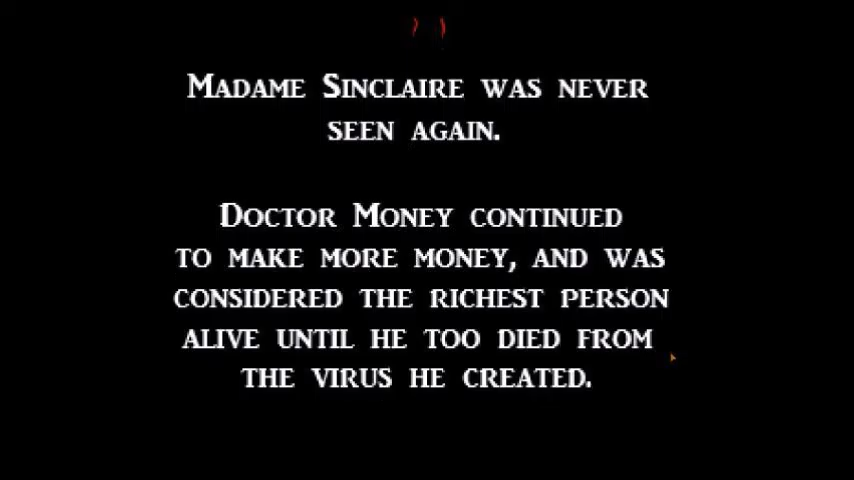 Madame Sinclaire was never
seen again.
Doctor Money continued
to make more money, and was
considered the richest person
alive until he too died from
the virus he created.